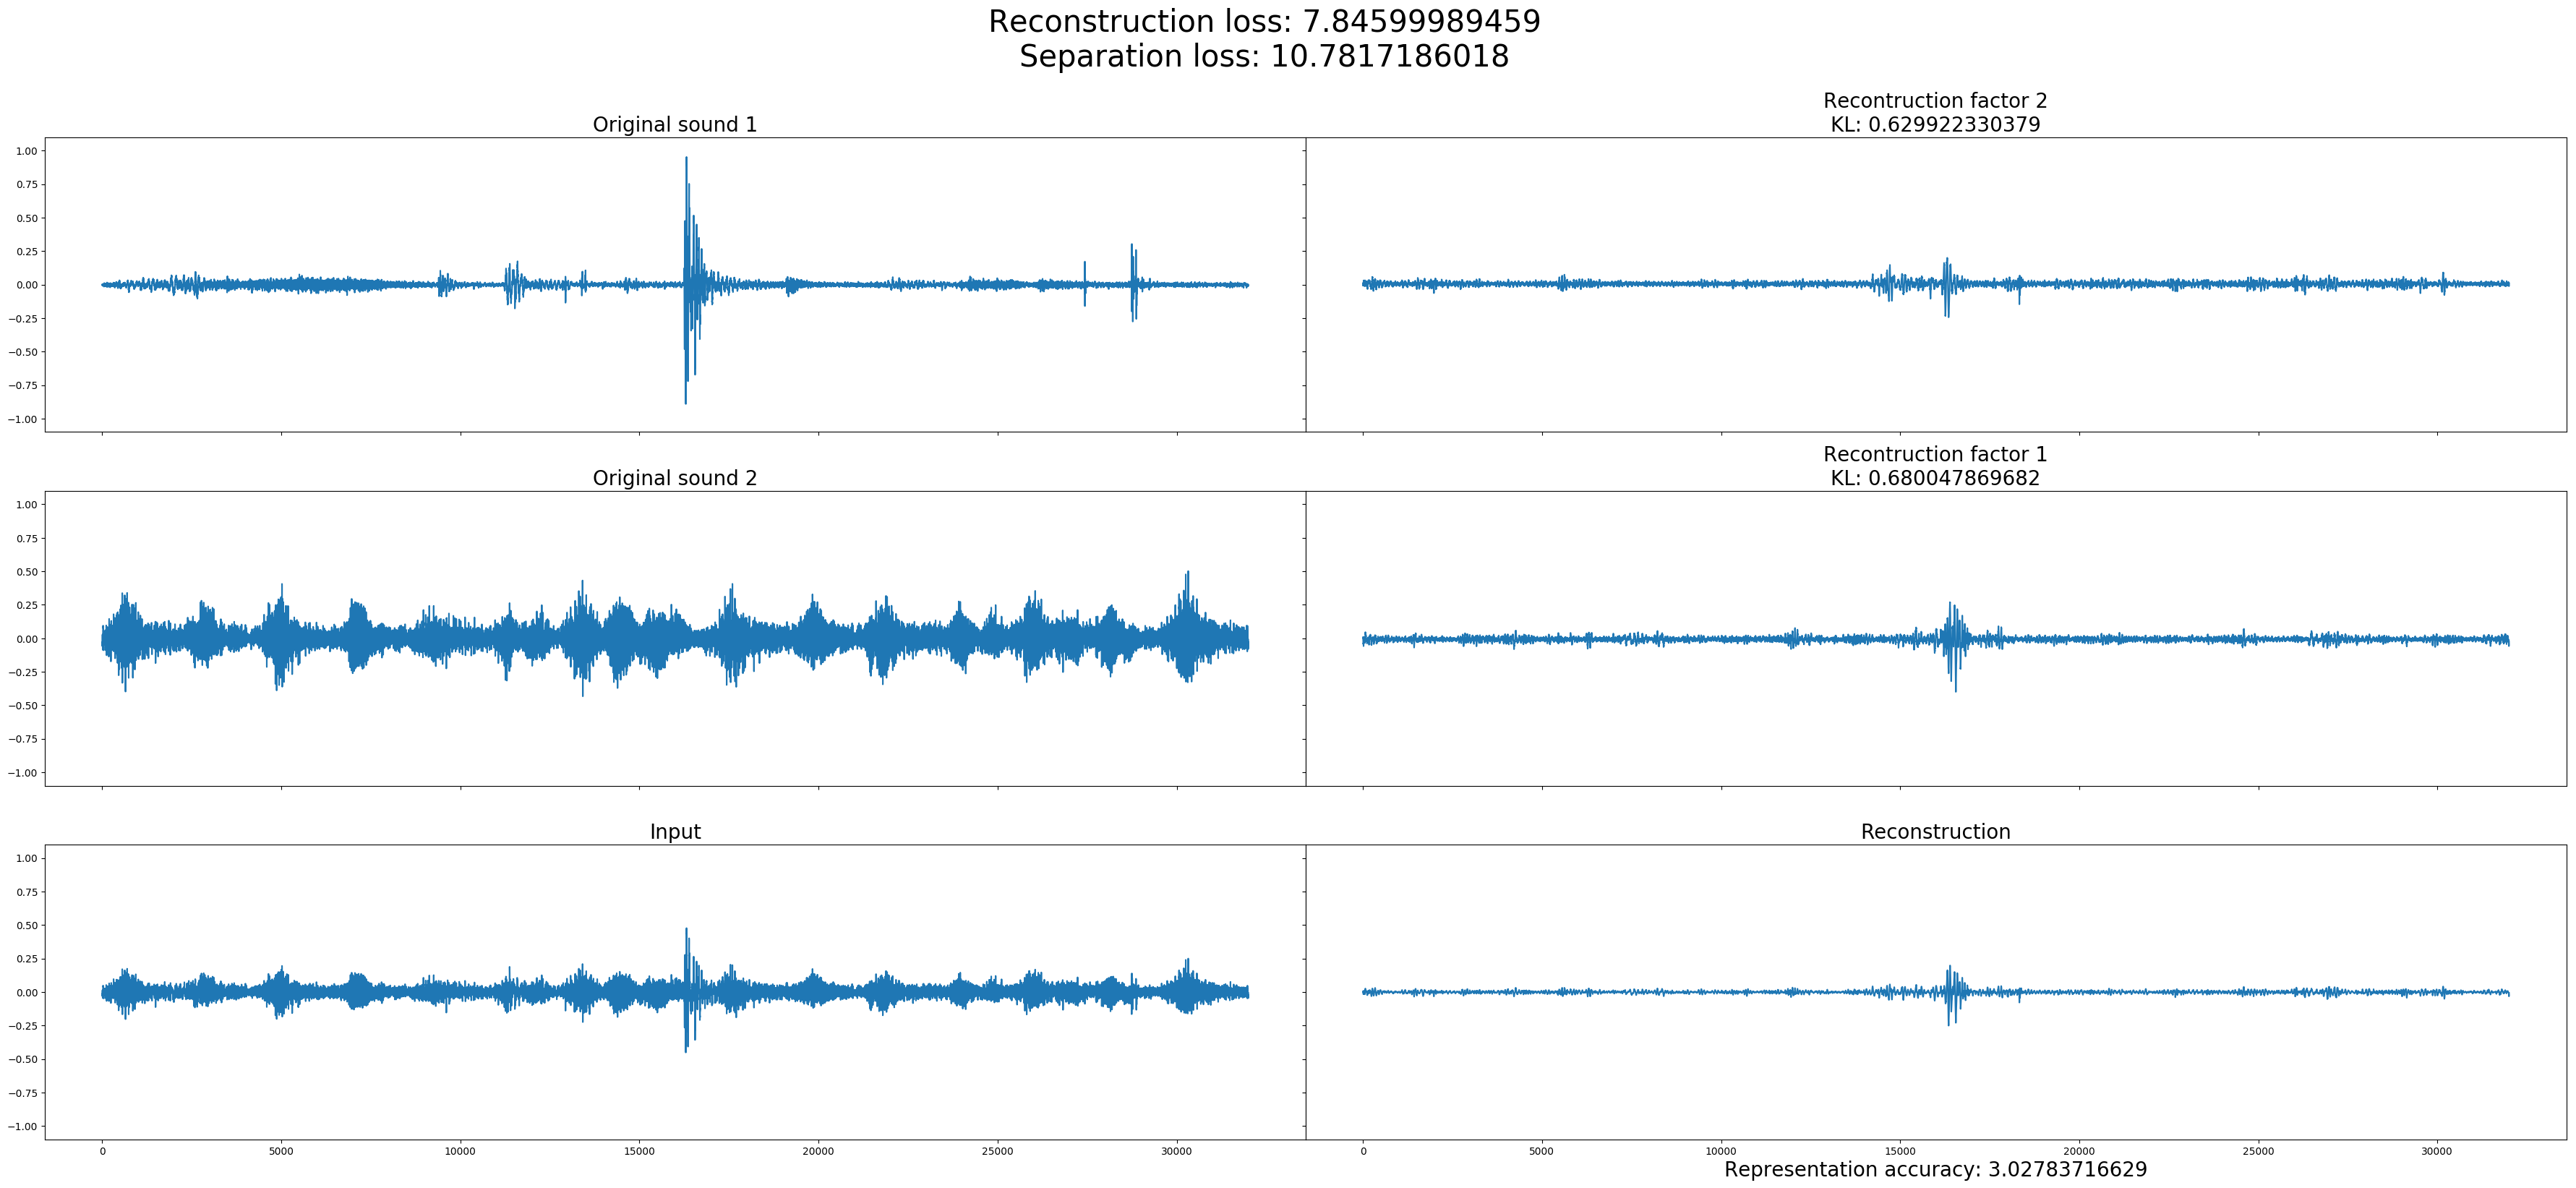 Reconstruction loss: 7.84599989459
Separation loss: 10.7817186018
Original sound 1
Recontruction factor 2
KL: 0.629922330379
1.00
0.75
0.50
0.25
0.00
−0.25
−0.50
−0.75
−1.00
Original sound 2
Recontruction factor 1
KL: 0.680047869682
1.00
0.75
0.50
0.25
0.00
−0.25
−0.50
−0.75
−1.00
Input
Reconstruction
1.00
0.75
0.50
0.25
0.00
−0.25
−0.50
−0.75
−1.00
0 5000 10000 15000 20000 25000 30000
0 5000 10000 15000 20000 25000 30000
Representation accuracy: 3.02783716629